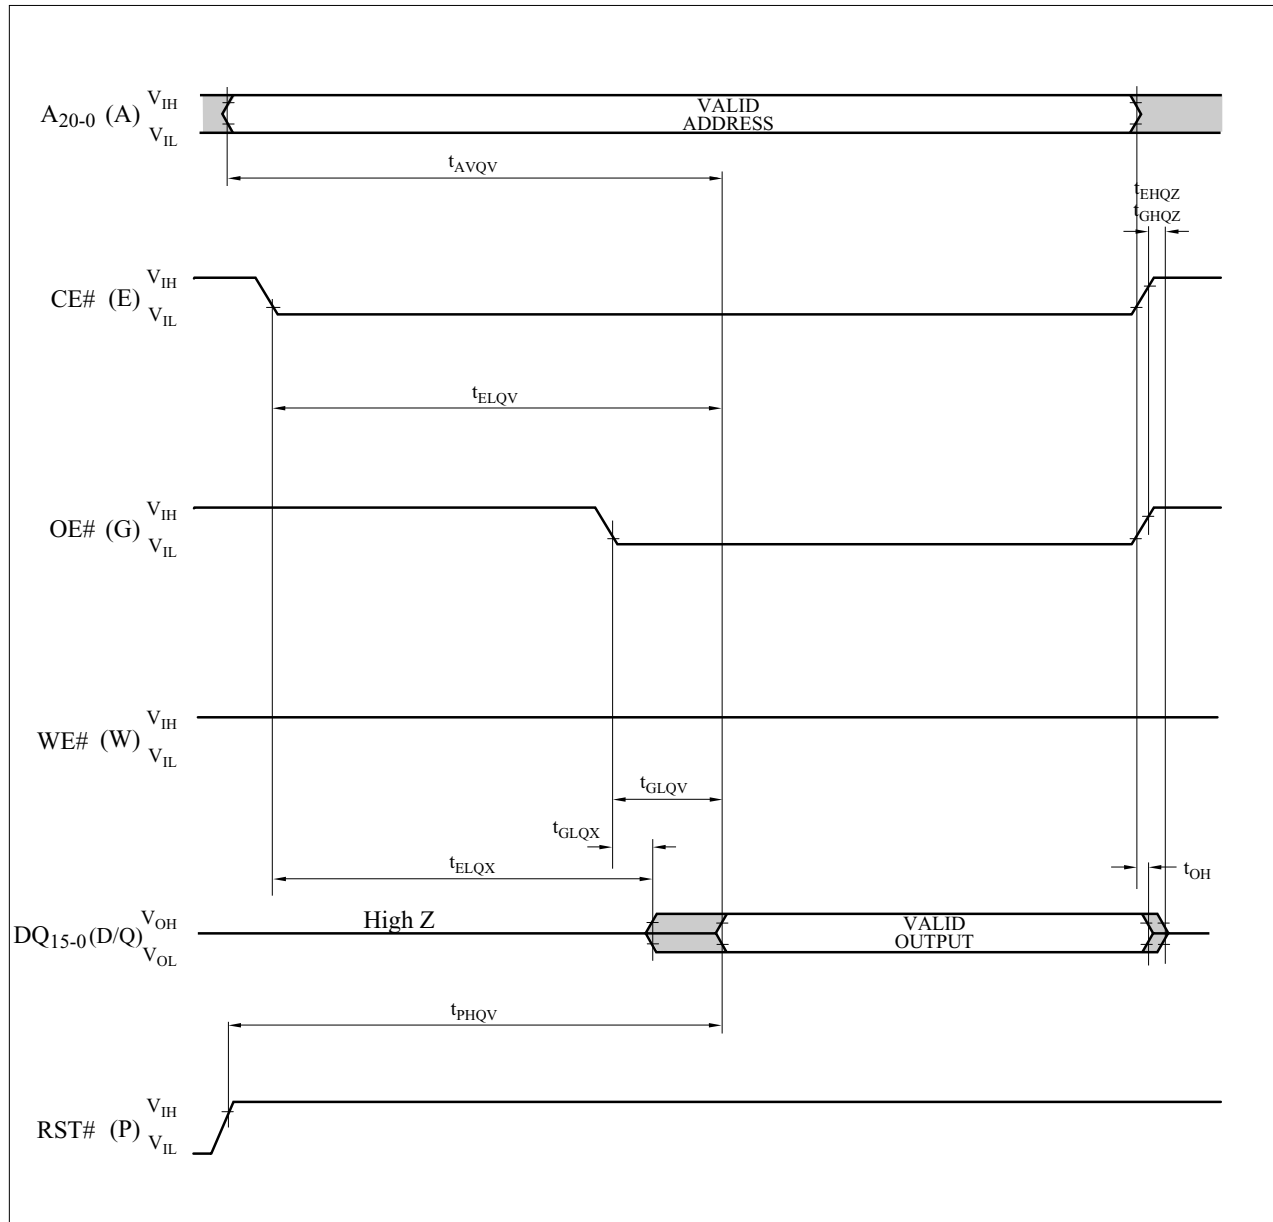 A20-0 (A) VIH VIL
VALID
ADDRESS
tAVQV
tEHQZ
tGHQZ
CE# (E) VIH VIL
tELQV
OE# (G) VIH VIL
WE# (W) VIH VIL
tGLQV
tGLQX
tELQX
tOH
DQ15-0 (D/Q) VOH VOL
High Z
VALID
OUTPUT
tPHQV
RST# (P) VIH VIL